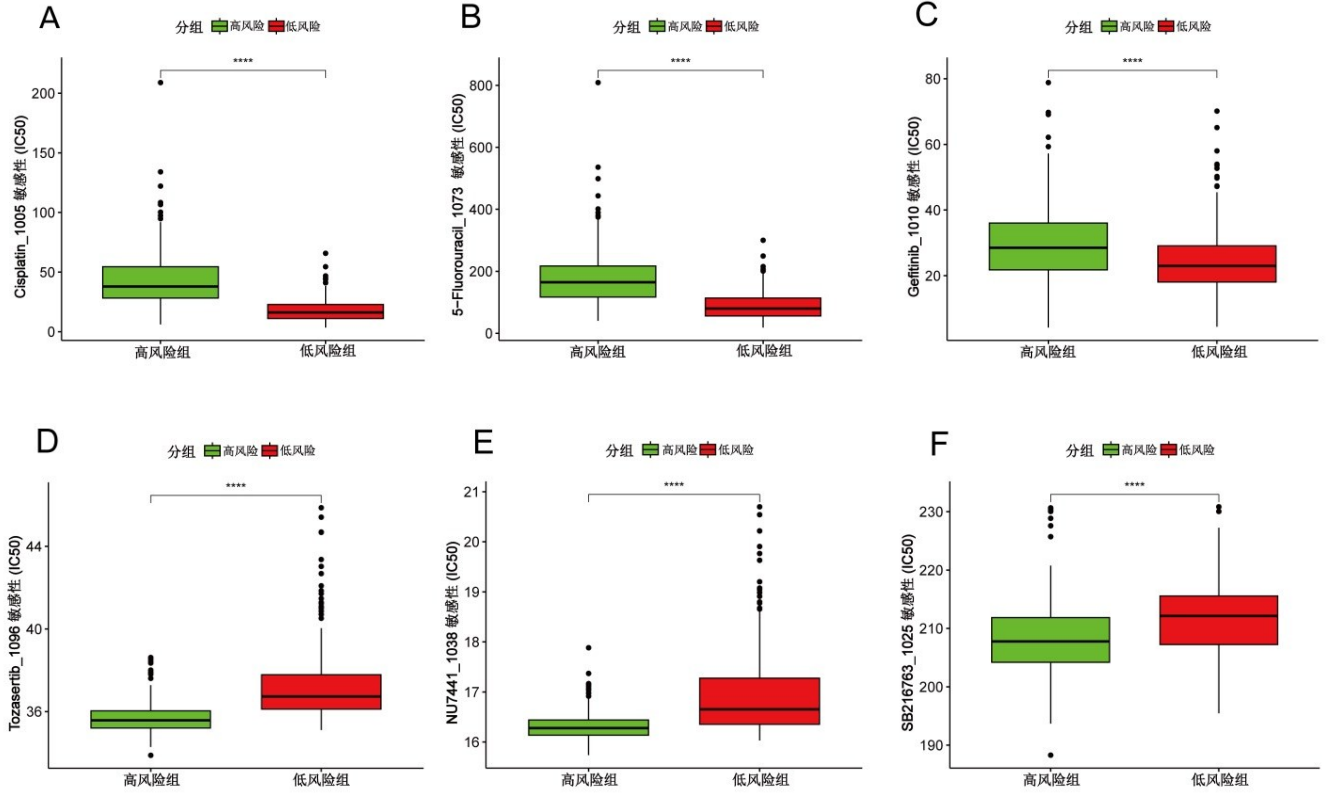 A
分组 高风险 低风险
****
Cisplatin_1005 敏感性 (IC50)
200
150
100
50
0
高风险组 低风险组
B
分组 高风险 低风险
****
5−Fluorouracil_1073 敏感性 (IC50)
800
600
400
200
0
高风险组 低风险组
C
分组 高风险 低风险
****
Gefitinib_1010 敏感性 (IC50)
80
60
40
20
高风险组 低风险组
D
分组 高风险 低风险
****
Tozasertib_1096 敏感性 (IC50)
44
40
36
高风险组 低风险组
E
分组 高风险 低风险
****
NU7441_1038 敏感性 (IC50)
21
20
19
18
17
16
高风险组 低风险组
F
分组 高风险 低风险
****
SB216763_1025 敏感性 (IC50)
230
220
210
200
190
高风险组 低风险组